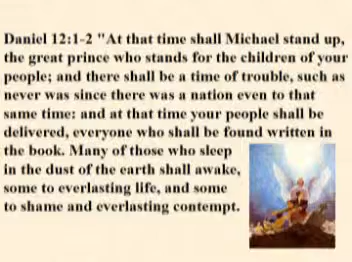 Daniel 12:1-2 "At that time shall Michael stand up,
the great prince who stands for the children of your
people; and there shall be a time of trouble, such as
never was since there was a nation even to that
same time: and at that time your people shall be
delivered, everyone who shall be found written in
the book. Many of those who sleep
in the dust of the earth shall awake,
some to everlasting life, and some
to shame and everlasting contempt.